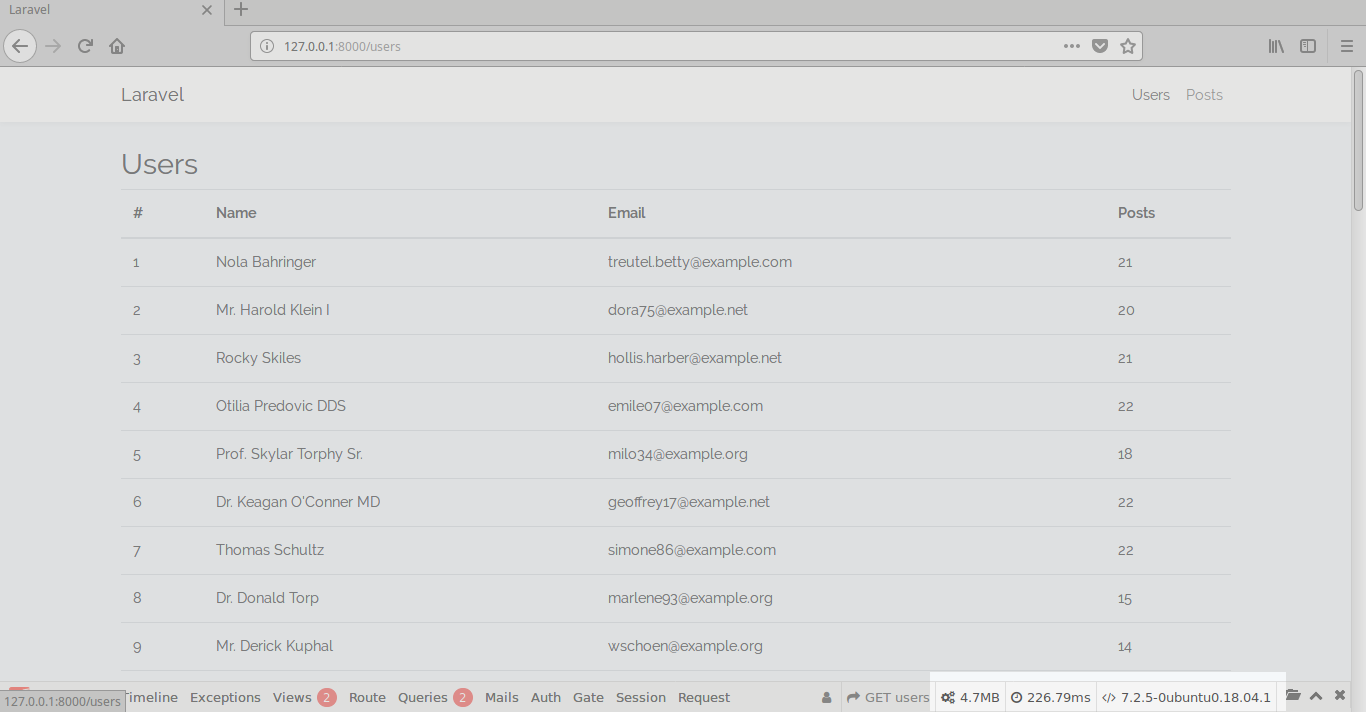 Laravel
127.0.0.1:8000/users
Laravel Users Posts
Users
# Name Email Posts
1 Nola Bahringer treutel.betty@example.com 21
2 Mr. Harold Klein I dora75@example.net 20
3 Rocky Skiles hollis.harber@example.net 21
4 Otilia Predovic DDS emile07@example.com 22
5 Prof. Skylar Torphy Sr. milo34@example.org 18
6 Dr. Keagan O'Conner MD geoffrey17@example.net 22
7 Thomas Schultz simone86@example.com 22
8 Dr. Donald Torp marlene93@example.org 15
9 Mr. Derick Kuphal wschoen@example.org 14
127.0.0.1:8000/users Timeline Exceptions Views 2 Route Queries 2 Mails Auth Gate Session Request GET users 4.7MB 226.79ms 7.2.5-0ubuntu0.18.04.1